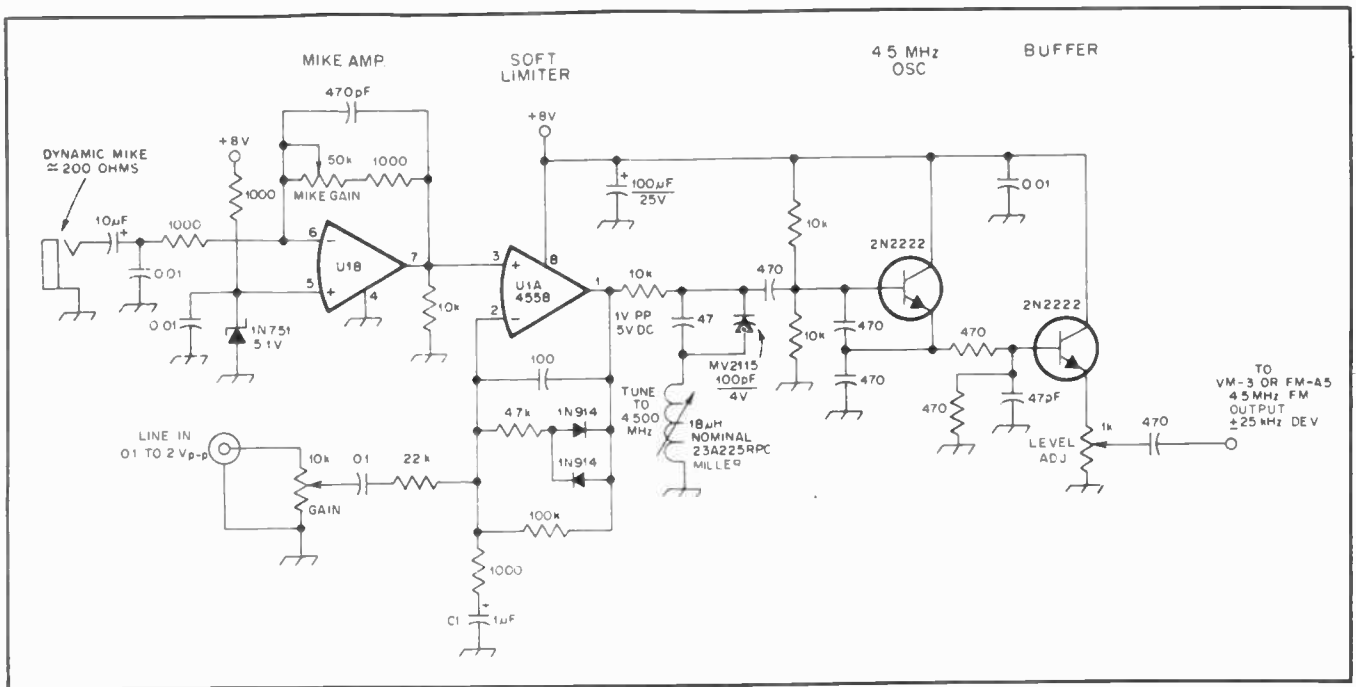 MIKE AMP.
SOFT
LIMITER
4 5 MHz
OSC
BUFFER
470pF
+8V
+8V
DYNAMIC MIKE
≈ 200 OHMS
1000
50k
1000
MIKE GAIN
100µF
25V
+
0 01
10µF
+
1000
6
−
U1B
7
5
+
4
3
+
8
U1A
4558
1
2
−
10k
10k
2N2222
2N2222
0 01
0 01
1N751
5 1V
10k
1V PP
5V DC
47
470
10k
470
470
470
MV2115
100pF
4V
470
47pF
100
TUNE
TO
4 500
MHz
18µH
NOMINAL
23A225RPC
MILLER
47k
1N914
1N914
1k
LEVEL
ADJ
470
TO
VM-3 OR FM-A5
4 5 MHz FM
OUTPUT
±25 kHz DEV
LINE IN
0 1 TO 2 Vp-p
10k
GAIN
01
22k
100k
1000
C1
+
1µF